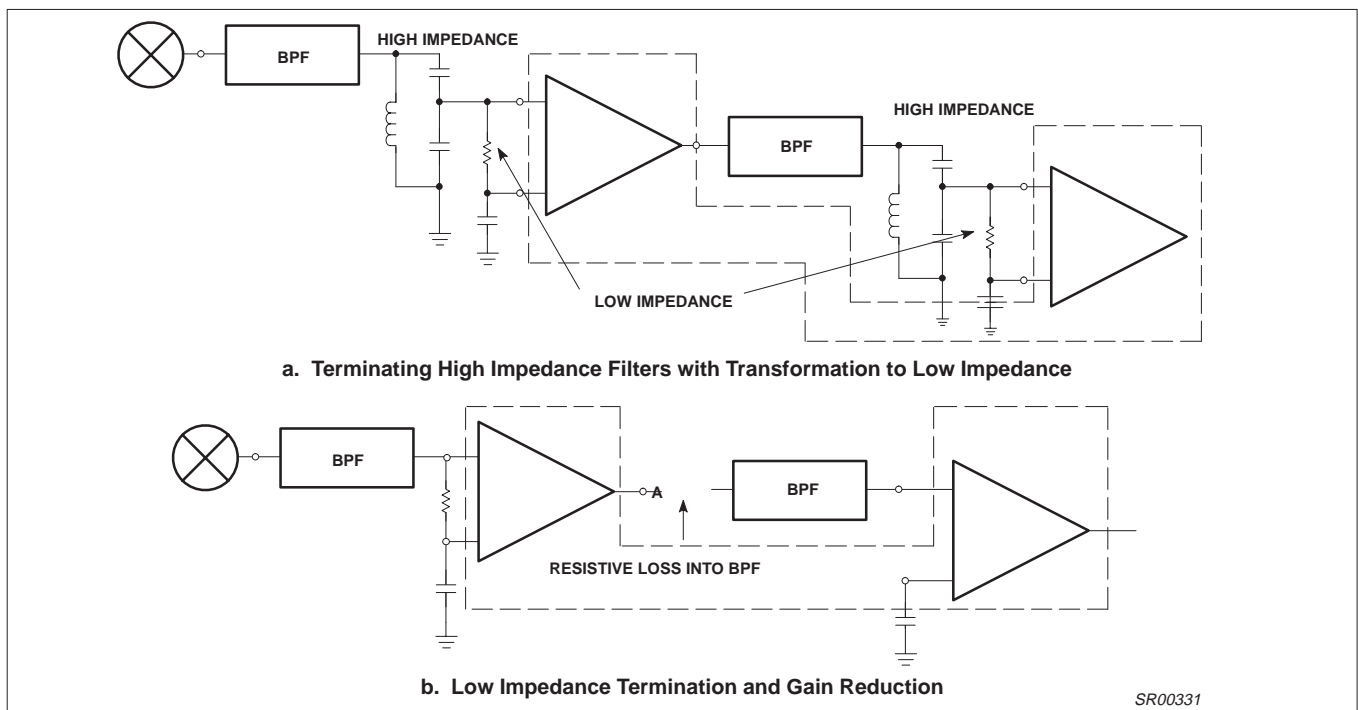 HIGH IMPEDANCE
BPF
HIGH IMPEDANCE
BPF
LOW IMPEDANCE
a. Terminating High Impedance Filters with Transformation to Low Impedance
BPF
A
BPF
RESISTIVE LOSS INTO BPF
b. Low Impedance Termination and Gain Reduction
SR00331